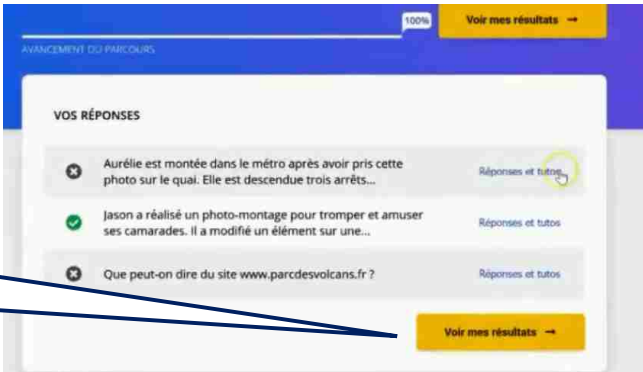 100% Voir mes résultats →
AVANCEMENT DU PARCOURS
VOS RÉPONSES
Aurélie est montée dans le métro après avoir pris cette
photo sur le quai. Elle est descendue trois arrêts...
Réponses et tutos
Jason a réalisé un photo-montage pour tromper et amuser
ses camarades. Il a modifié un élément sur une...
Réponses et tutos
Que peut-on dire du site www.parcdesvolcans.fr ?
Réponses et tutos
Voir mes résultats →